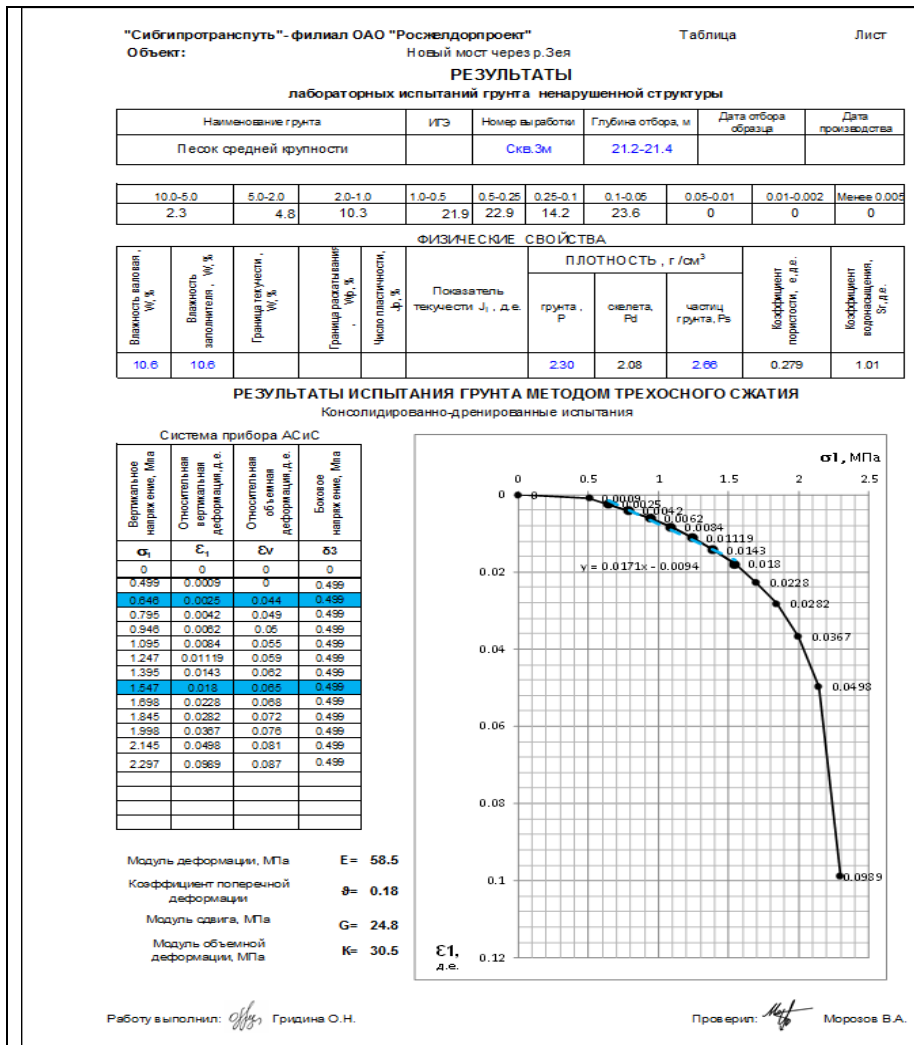 "Сибгипротранспуть"- филиал ОАО "Росжелдорпроект" Таблица Лист
Объект: Новый мост через р.Зея
РЕЗУЛЬТАТЫ
лабораторных испытаний грунта ненарушенной структуры
Наименование грунта ИГЭ Номер выработки Глубина отбора, м Дата отбора образца Дата производства
Песок средней крупности Скв.3м 21.2-21.4
10.0-5.0 5.0-2.0 2.0-1.0 1.0-0.5 0.5-0.25 0.25-0.1 0.1-0.05 0.05-0.01 0.01-0.002 Менее 0.005
2.3 4.8 10.3 21.9 22.9 14.2 23.6 0 0 0
ФИЗИЧЕСКИЕ СВОЙСТВА
Влажность валовая, W, %
Влажность заполнителя, W, %
Граница текучести, W, %
Граница раскатывания, Wp, %
Число пластичности, Jp, %
Показатель текучести J₁, д.е.
ПЛОТНОСТЬ, г/см³
грунта, P
скелета, Pd
частиц грунта, Ps
Коэффициент пористости, е,д.е.
Коэффициент водонасыщения, Sr,д.е.
10.6 10.6 2.30 2.08 2.66 0.279 1.01
РЕЗУЛЬТАТЫ ИСПЫТАНИЯ ГРУНТА МЕТОДОМ ТРЕХОСНОГО СЖАТИЯ
Консолидированно-дренированные испытания
Система прибора АСиС
Вертикальное напряжение, Мпа
Относительная вертикальная деформация,д.е.
Относительная объемная деформация,д.е.
Боковое напряжение, Мпа
σ₁ Ɛ₁ Ɛv δ3
0 0 0 0
0.499 0.0009 0 0.499
0.646 0.0025 0.044 0.499
0.795 0.0042 0.049 0.499
0.946 0.0062 0.05 0.499
1.095 0.0084 0.055 0.499
1.247 0.01119 0.059 0.499
1.395 0.0143 0.062 0.499
1.547 0.018 0.065 0.499
1.698 0.0228 0.068 0.499
1.845 0.0282 0.072 0.499
1.998 0.0367 0.076 0.499
2.145 0.0498 0.081 0.499
2.297 0.0989 0.087 0.499
Модуль деформации, МПа E= 58.5
Коэффициент поперечной деформации ϑ= 0.18
Модуль сдвига, МПа G= 24.8
Модуль объемной деформации, МПа K= 30.5
σ1, МПа
0 0.5 1 1.5 2 2.5
0
0.02
0.04
0.06
0.08
0.1
0.12
0
0.0009
0.0025
0.0042
0.0062
0.0084
0.01119
0.0143
0.018
y = 0.0171x - 0.0094
0.0228
0.0282
0.0367
0.0498
0.0989
Ɛ1,
д.е.
Работу выполнил: Гридина О.Н. Проверил: Морозов В.А.